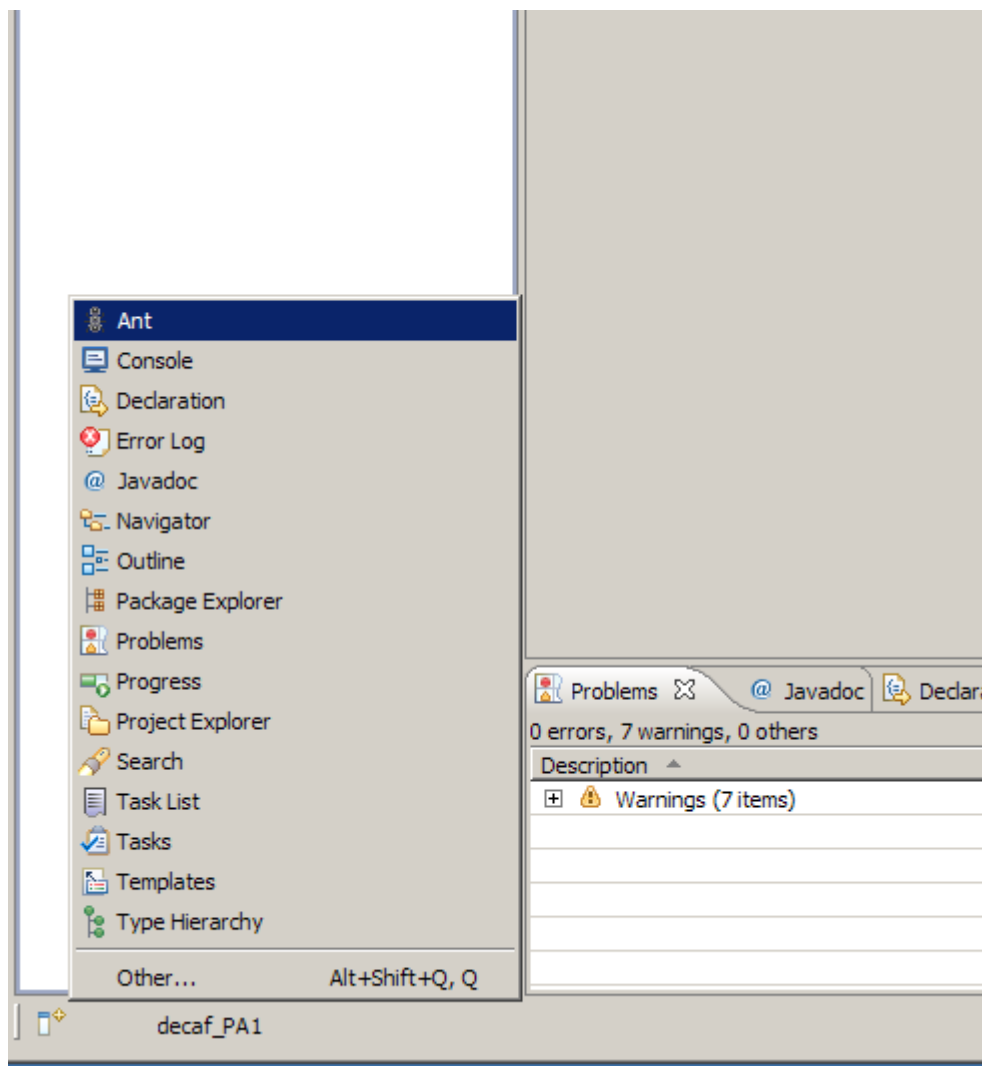 Ant
Console
Declaration
Error Log
@ Javadoc
Navigator
Outline
Package Explorer
Problems
Progress
Project Explorer
Search
Task List
Tasks
Templates
Type Hierarchy
Other... Alt+Shift+Q, Q
Problems @ Javadoc Declar
0 errors, 7 warnings, 0 others
Description
Warnings (7 items)
decaf_PA1